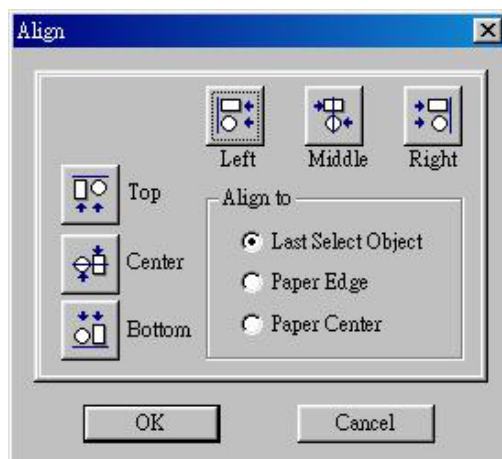 Align
Left Middle Right
Top
Align to
Last Select Object
Center
Paper Edge
Paper Center
Bottom
OK Cancel